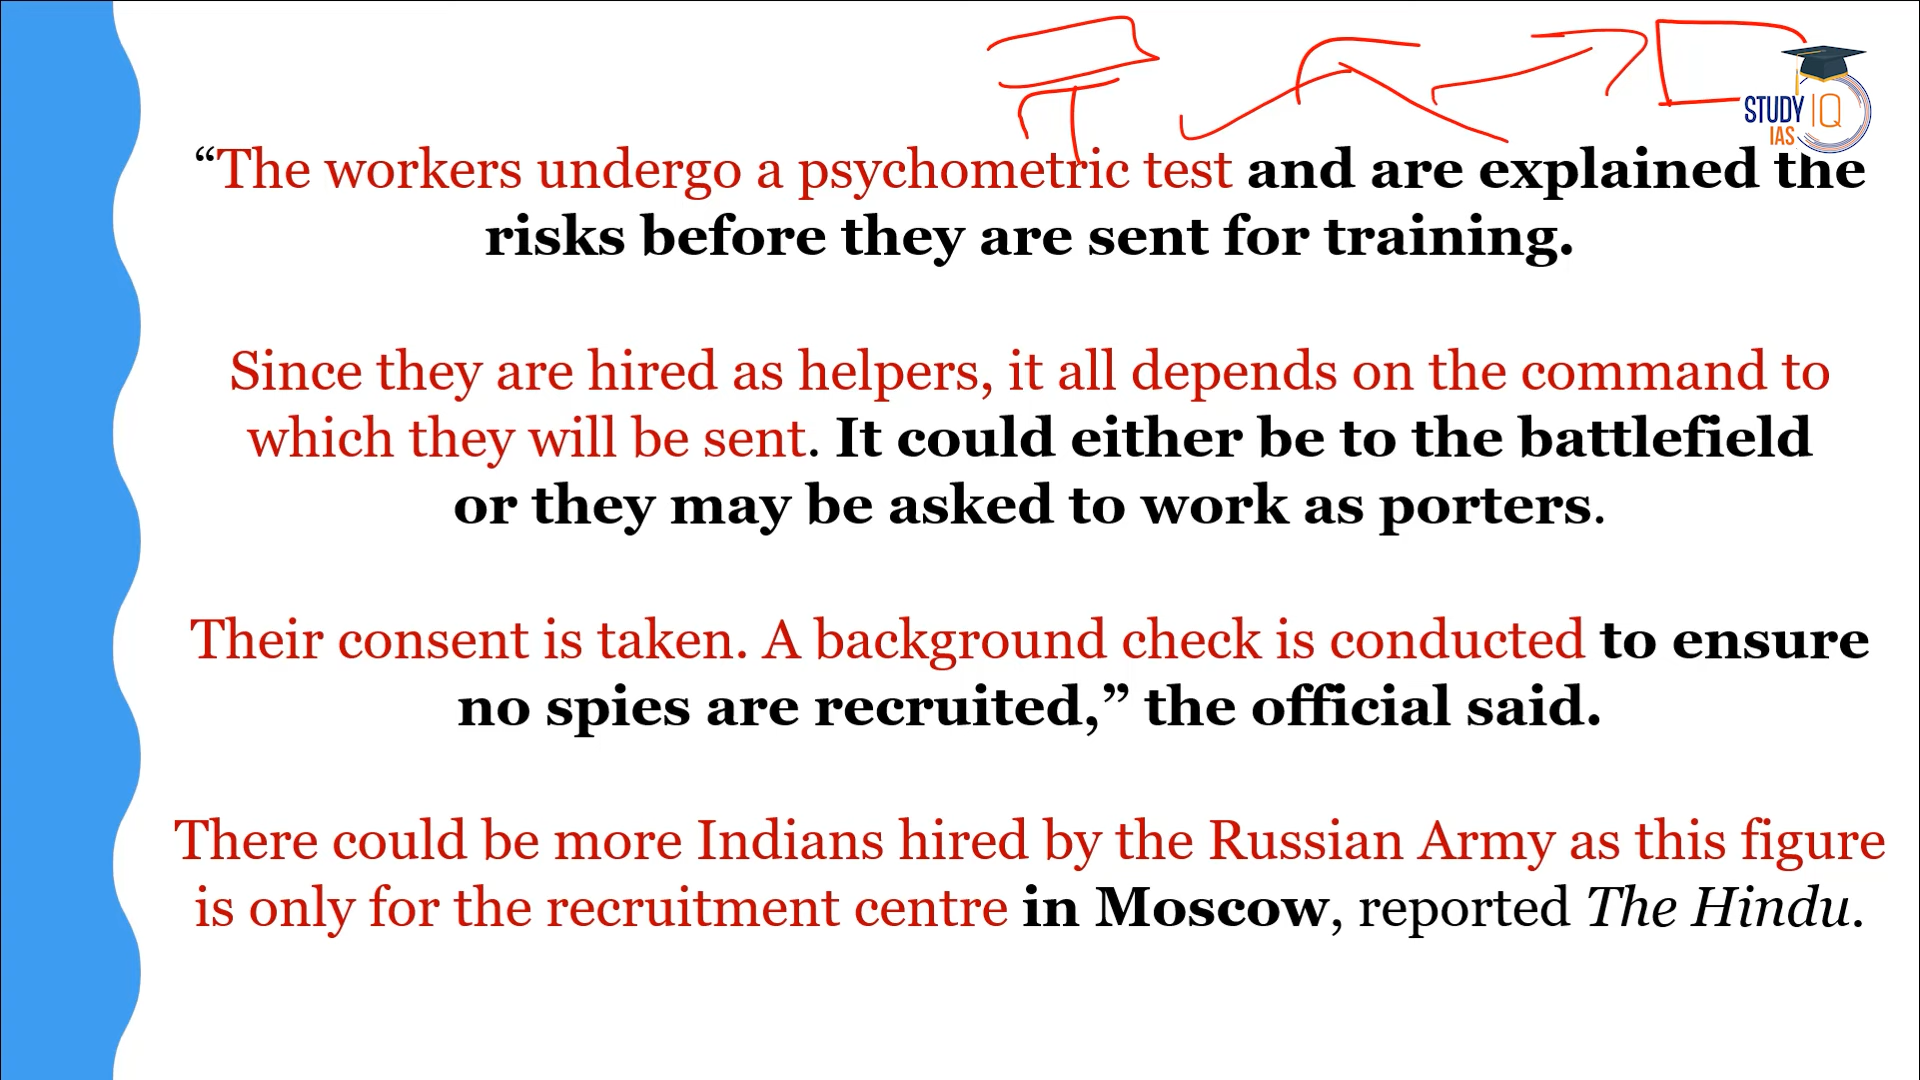 STUDY IQ
IAS
“The workers undergo a psychometric test and are explained the
risks before they are sent for training.
Since they are hired as helpers, it all depends on the command to
which they will be sent. It could either be to the battlefield
or they may be asked to work as porters.
Their consent is taken. A background check is conducted to ensure
no spies are recruited,” the official said.
There could be more Indians hired by the Russian Army as this figure
is only for the recruitment centre in Moscow, reported The Hindu.